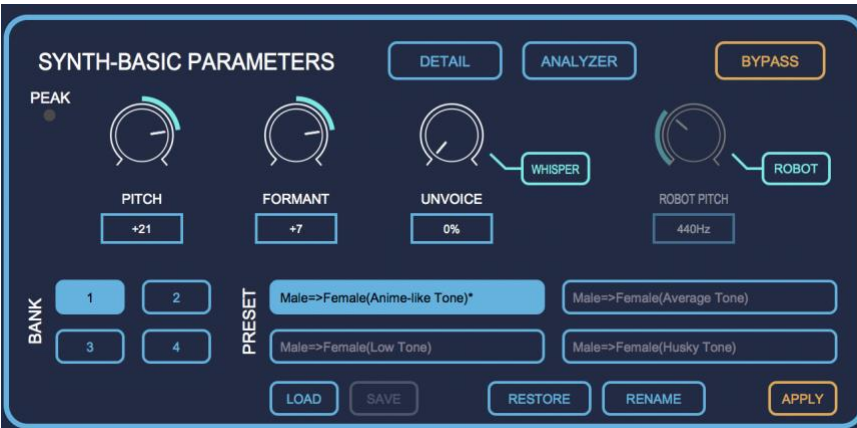 SYNTH-BASIC PARAMETERS DETAIL ANALYZER BYPASS
PEAK
WHISPER ROBOT
PITCH FORMANT UNVOICE ROBOT PITCH
+21 +7 0% 440Hz
BANK
1 2
3 4
PRESET
Male=>Female(Anime-like Tone)* Male=>Female(Average Tone)
Male=>Female(Low Tone) Male=>Female(Husky Tone)
LOAD SAVE RESTORE RENAME APPLY